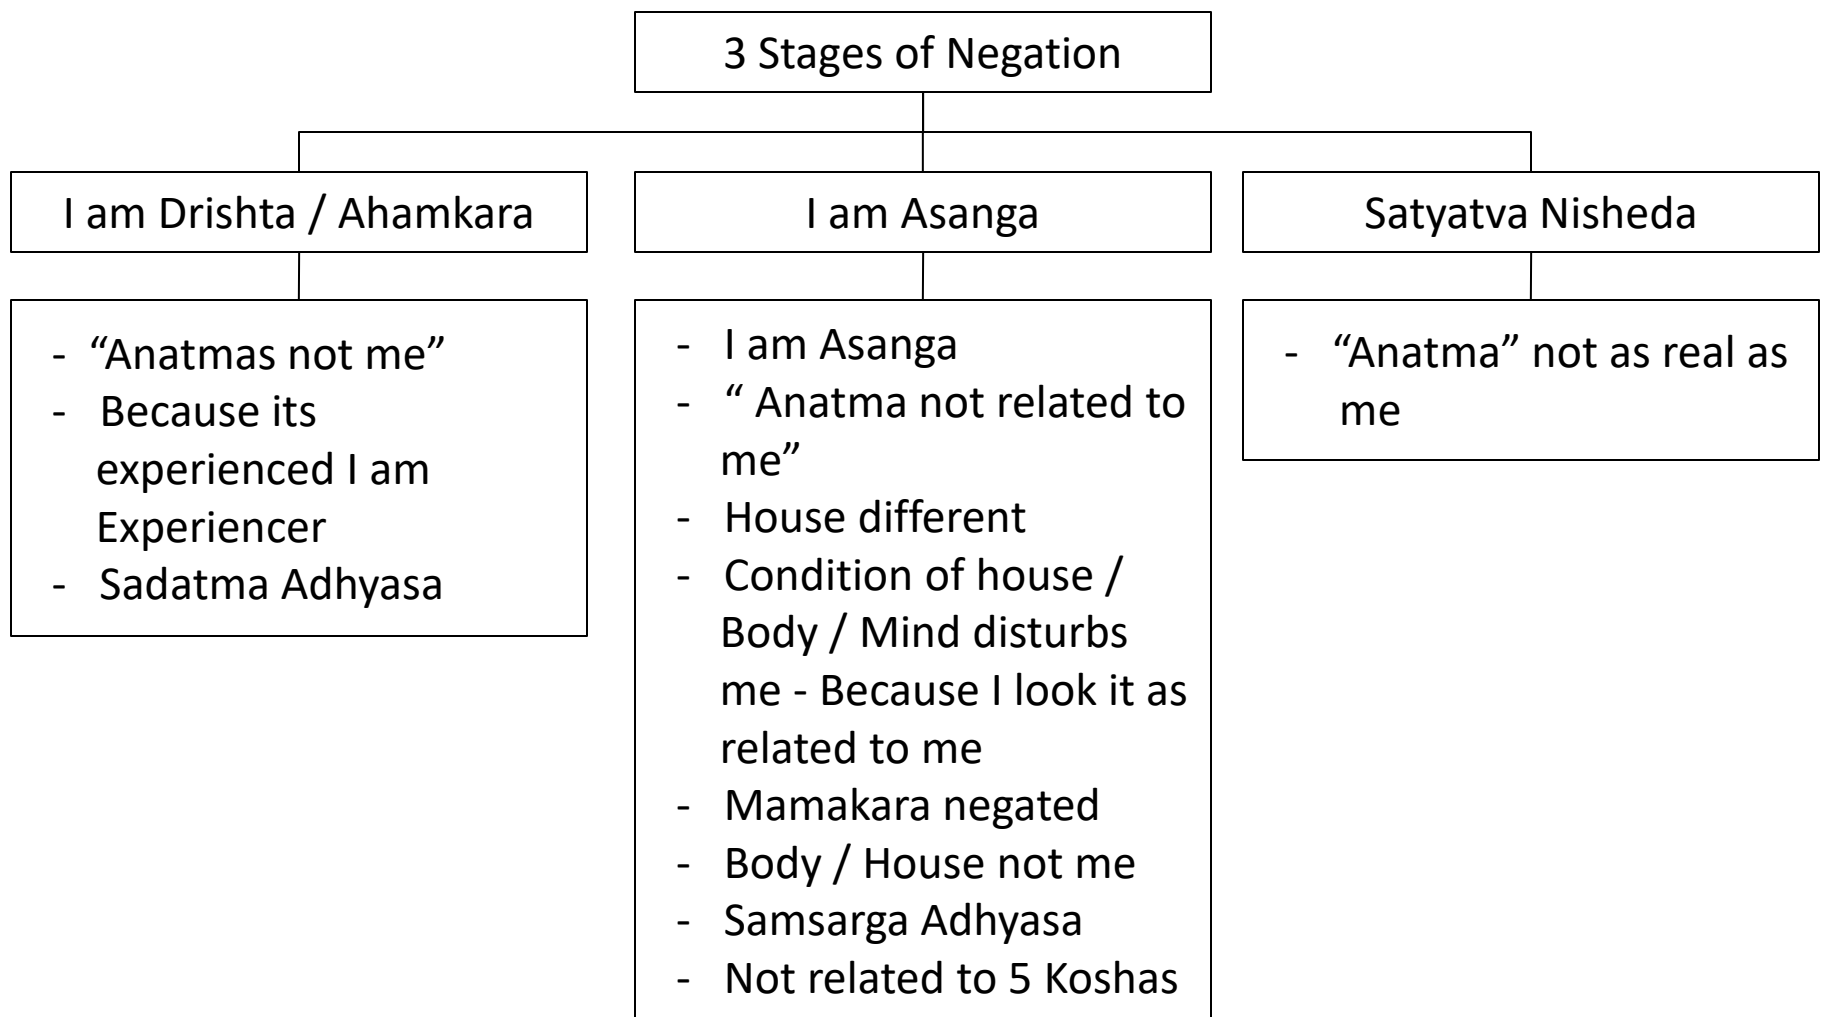 3 Stages of Negation
I am Drishta / Ahamkara
I am Asanga
Satyatva Nisheda
- “Anatmas not me”
- Because its
experienced I am
Experiencer
- Sadatma Adhyasa
- I am Asanga
- “ Anatma not related to
me”
- House different
- Condition of house /
Body / Mind disturbs
me - Because I look it as
related to me
- Mamakara negated
- Body / House not me
- Samsarga Adhyasa
- Not related to 5 Koshas
- “Anatma” not as real as
me